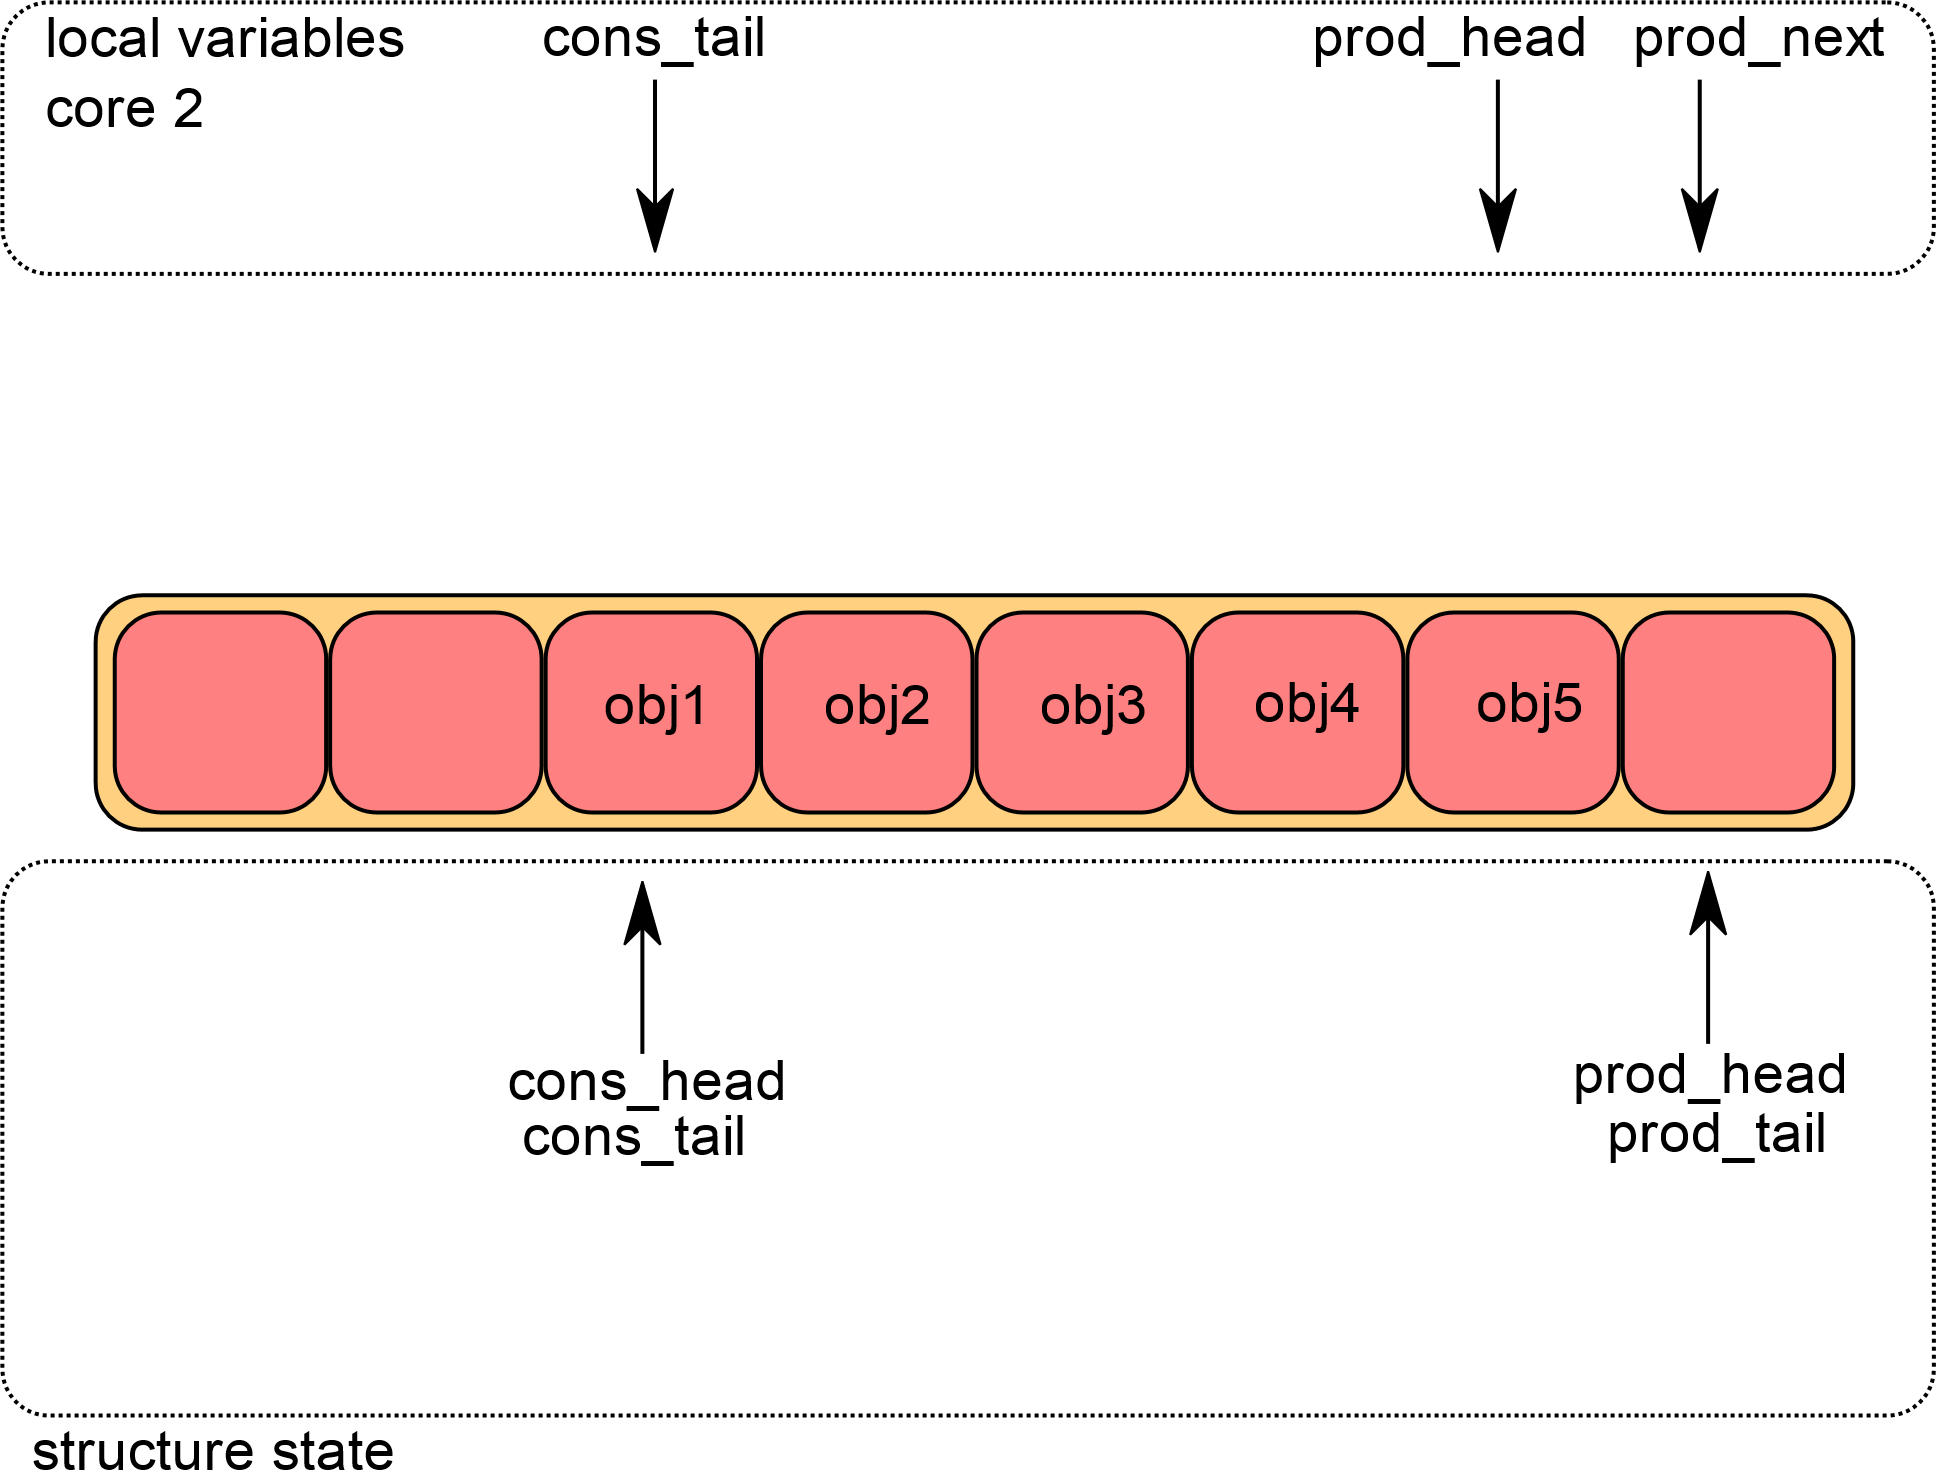 local variables
core 2
cons_tail
prod_head
prod_next
obj1
obj2
obj3
obj4
obj5
cons_head
cons_tail
prod_head
prod_tail
structure state